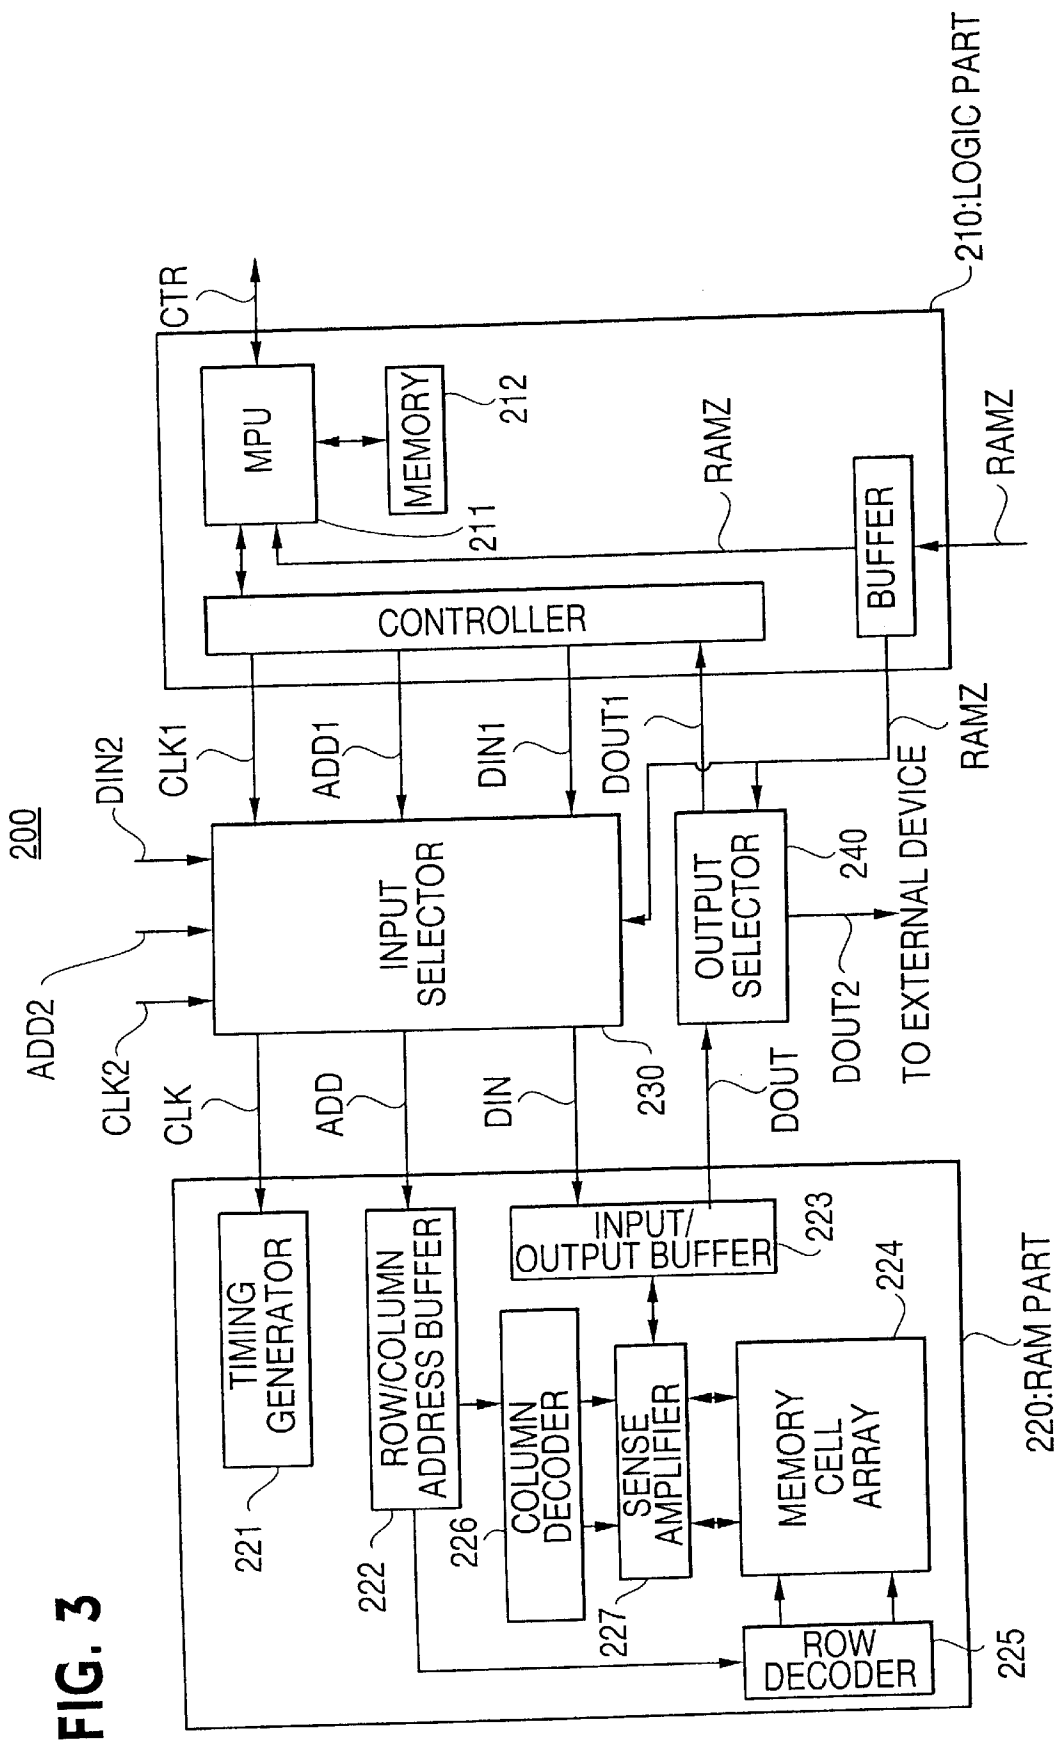 FIG. 3
200
ADD2
DIN2
CLK2
CLK
CLK1
CTR
221
TIMING
GENERATOR
ADD
ADD1
MPU
211
222
ROW/COLUMN
ADDRESS BUFFER
INPUT
SELECTOR
CONTROLLER
MEMORY
212
226
COLUMN
DECODER
DIN
DIN1
INPUT/
OUTPUT BUFFER
223
230
DOUT1
227
SENSE
AMPLIFIER
DOUT
OUTPUT
SELECTOR
240
RAMZ
MEMORY
CELL
ARRAY
224
DOUT2
TO EXTERNAL DEVICE
BUFFER
ROW
DECODER
225
RAMZ
RAMZ
220:RAM PART
210:LOGIC PART